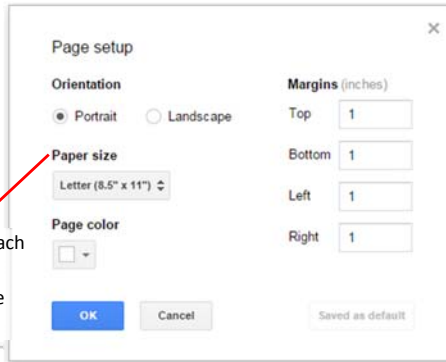 Page setup
Orientation
Portrait Landscape
Paper size
Letter (8.5" x 11")
Page color
OK Cancel
Margins (inches)
Top 1
Bottom 1
Left 1
Right 1
Saved as default